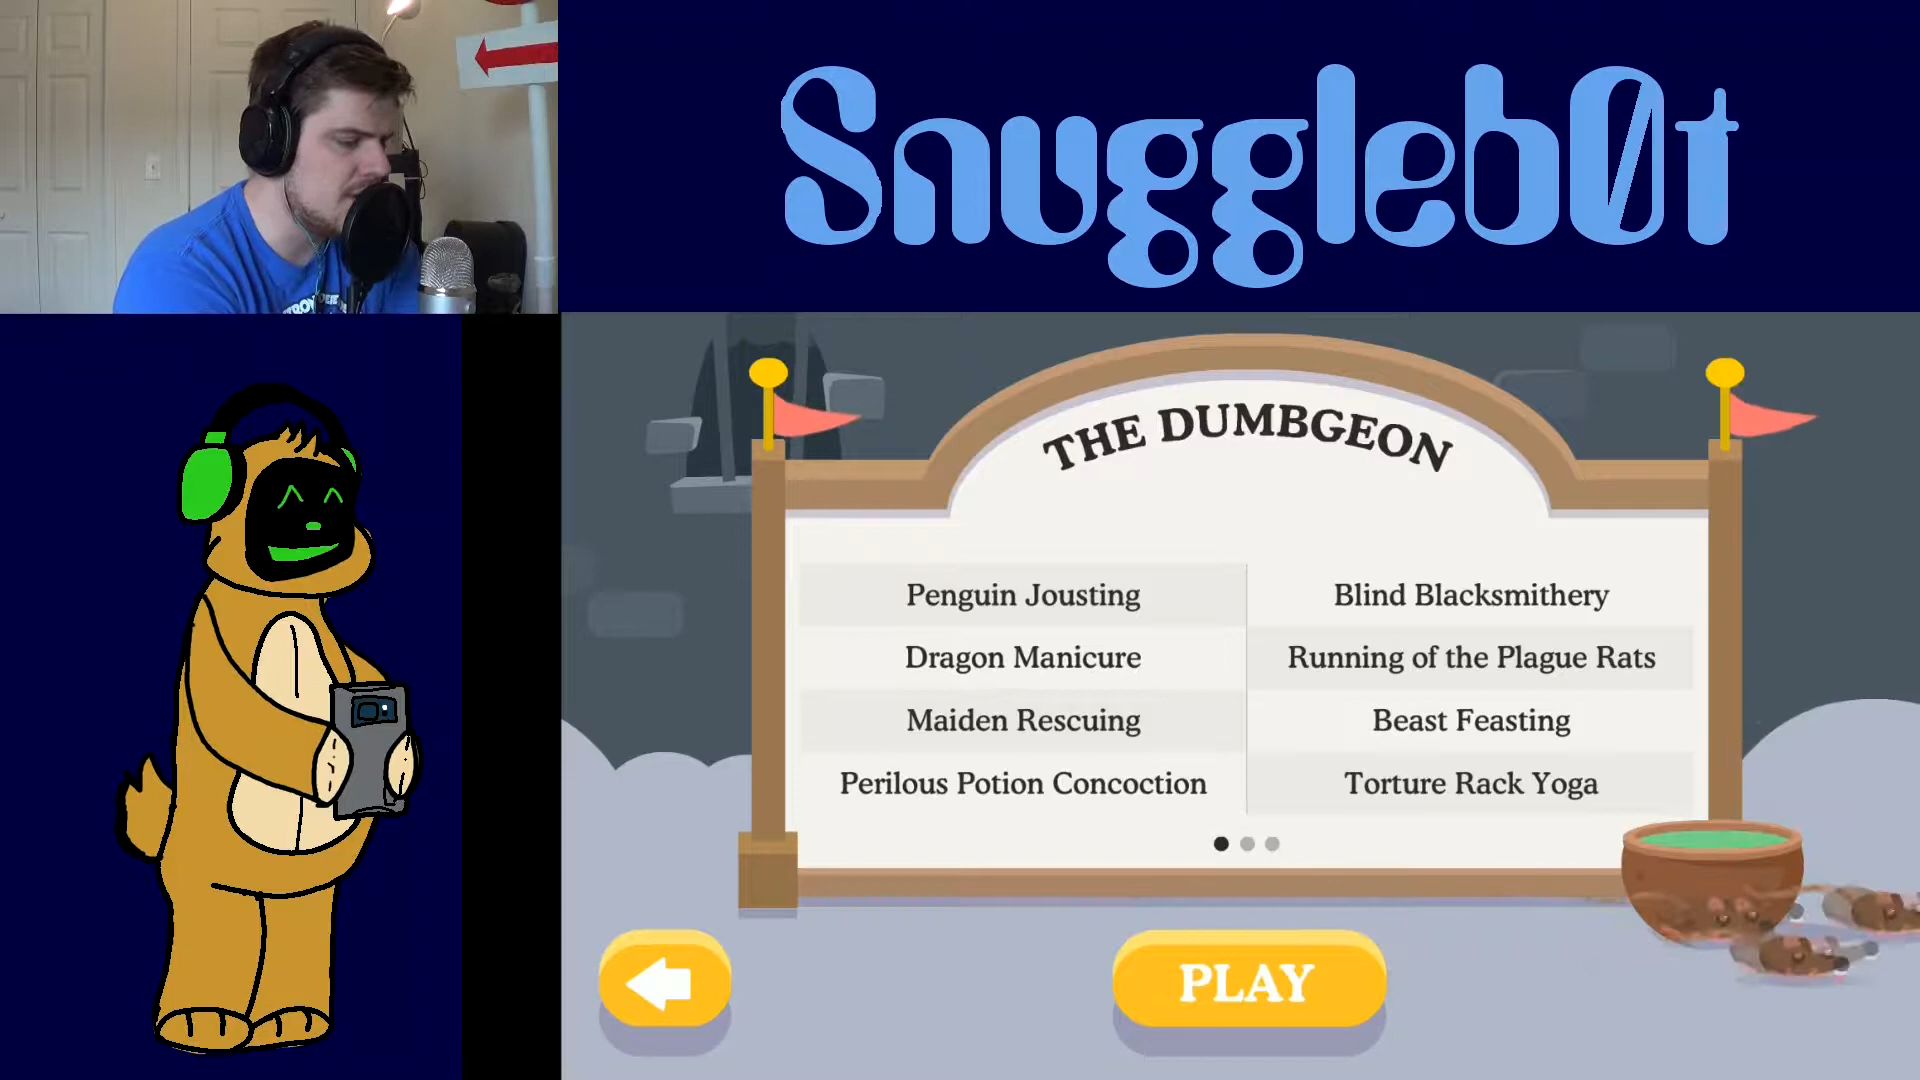 Snuggleb0t
THE DUMBGEON
Penguin Jousting
Blind Blacksmithery
Dragon Manicure
Running of the Plague Rats
Maiden Rescuing
Beast Feasting
Perilous Potion Concoction
Torture Rack Yoga
PLAY